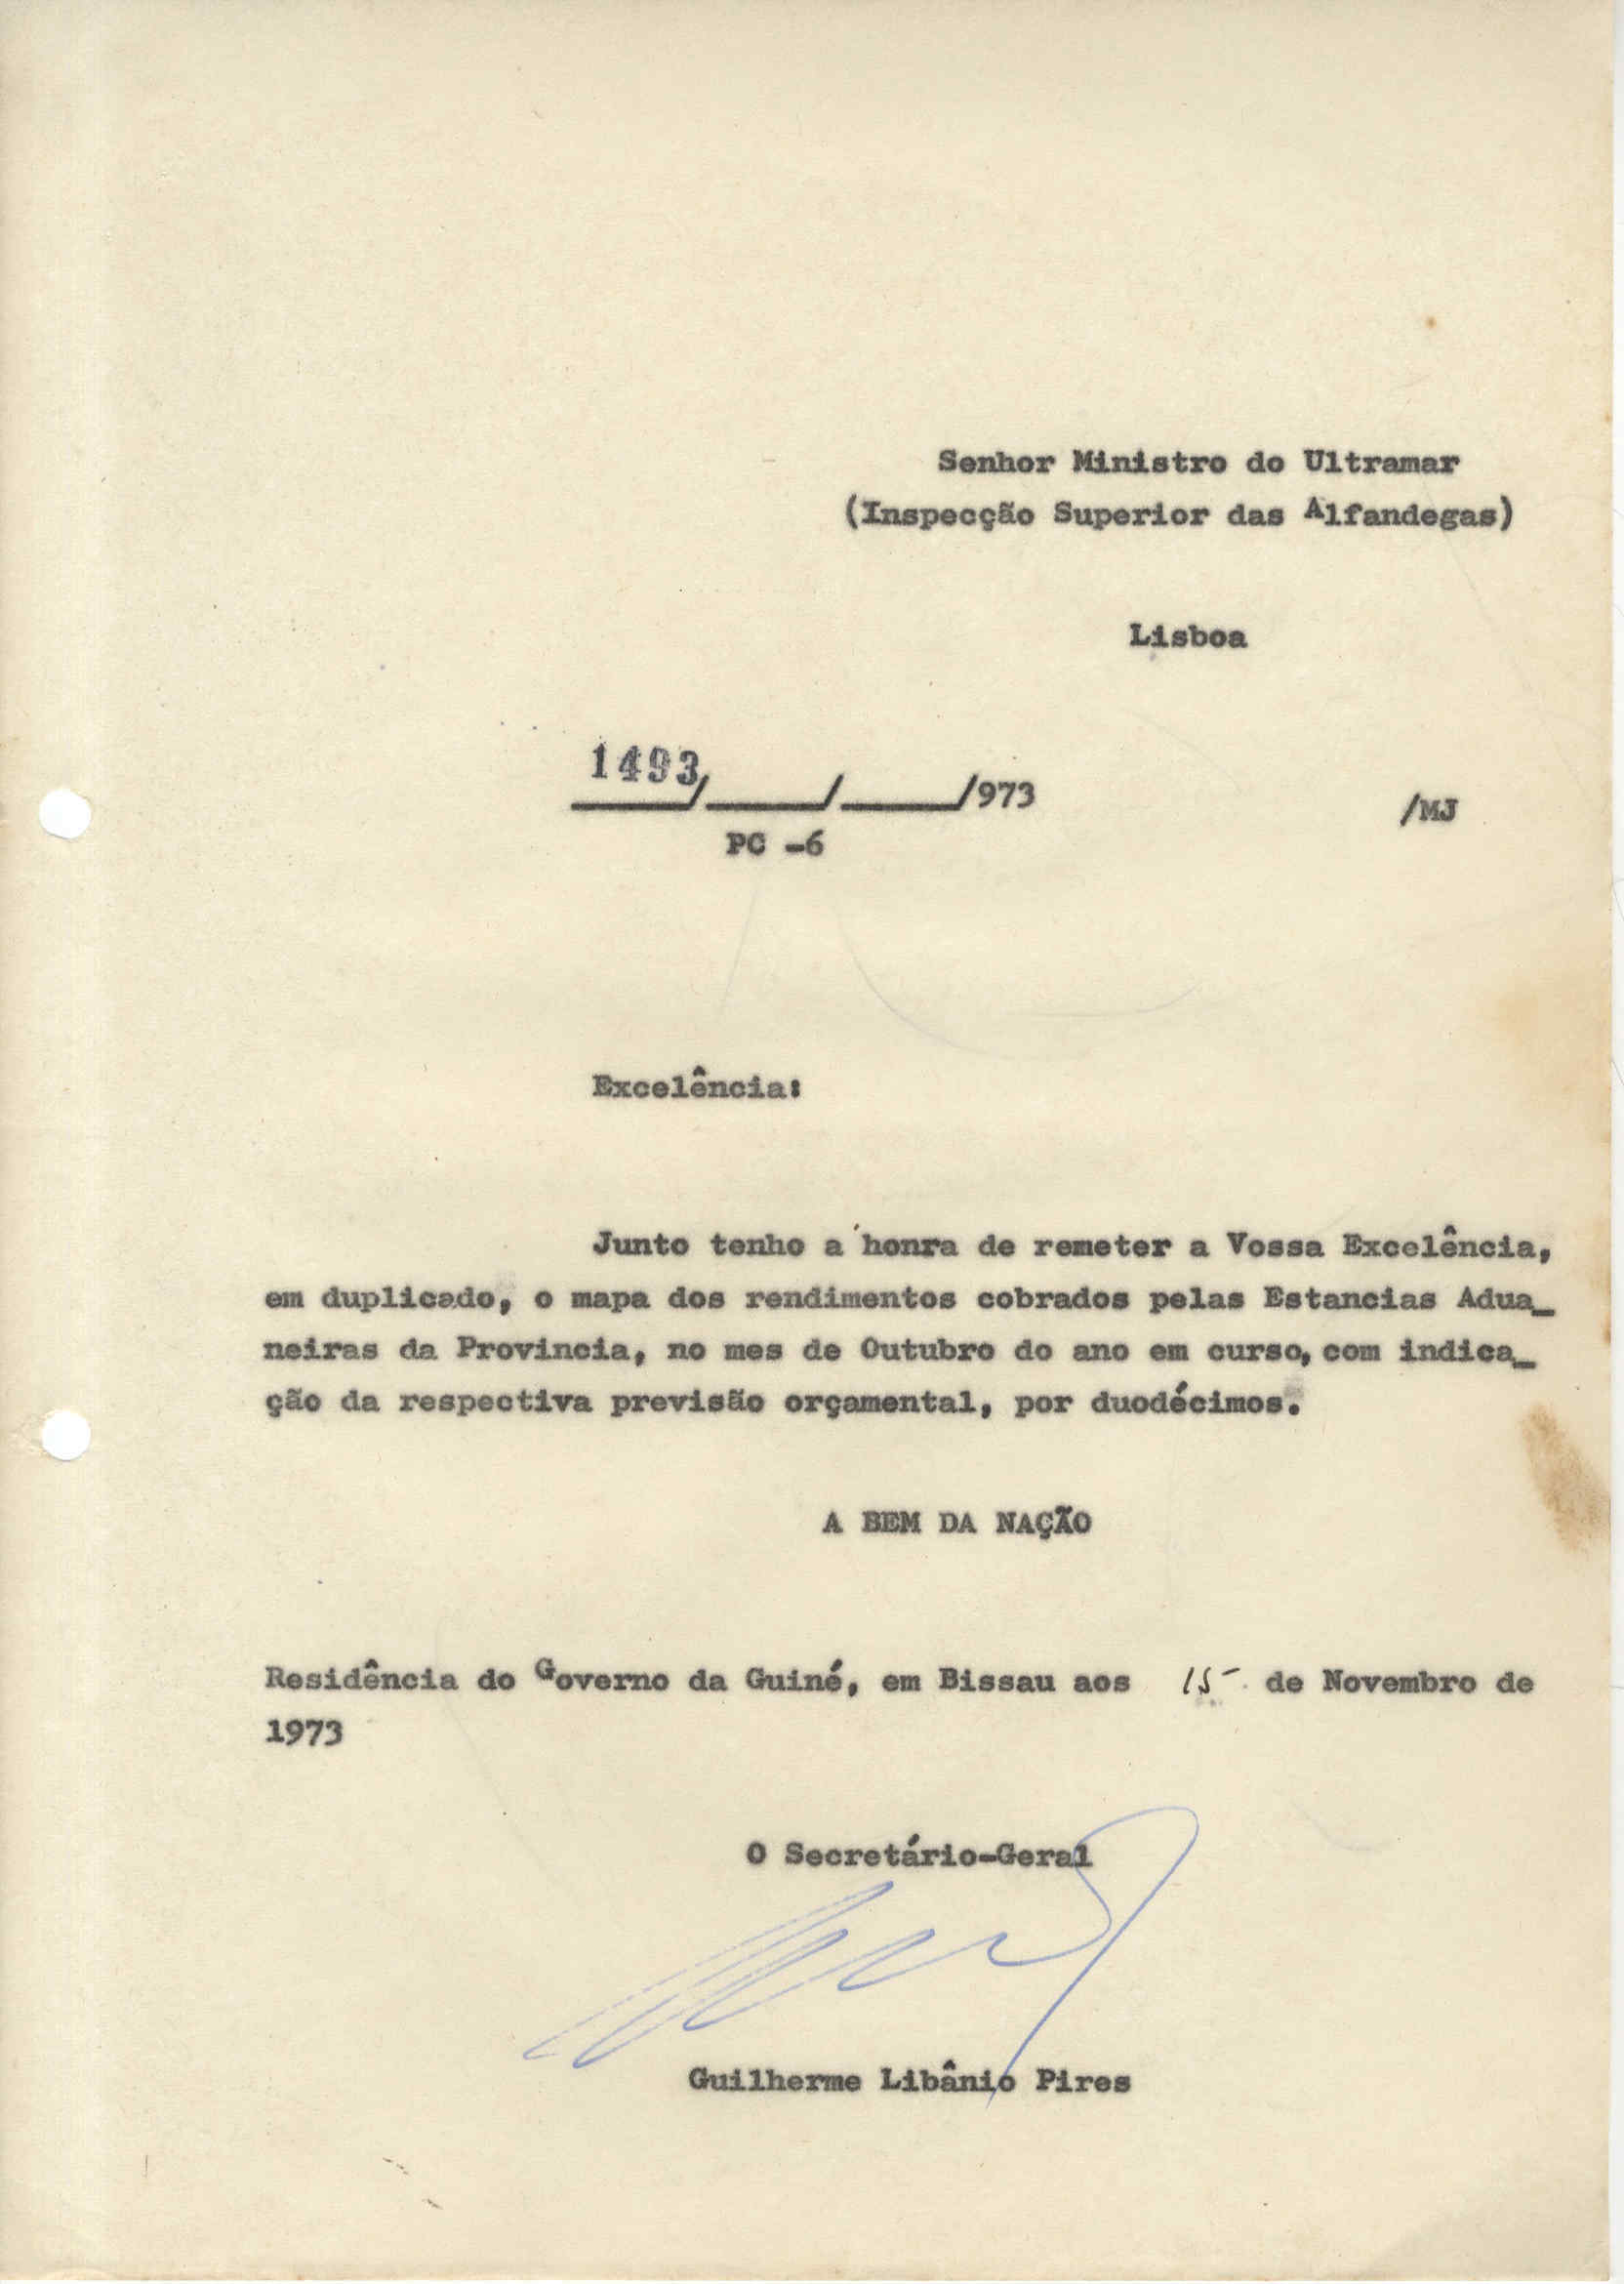 Senhor Ministro do Ultramar
(Inspecção Superior das Alfandegas)
Lisboa
1493/____/____/973
/MJ
PC -6
Excelência:
Junto tenho a honra de remeter a Vossa Excelência,
em duplicado, o mapa dos rendimentos cobrados pelas Estancias Adua_
neiras da Provincia, no mes de Outubro do ano em curso, com indica_
ção da respectiva previsão orçamental, por duodécimos.
A BEM DA NAÇÃO
Residência do Governo da Guiné, em Bissau aos 15 de Novembro de
1973
O Secretário-Geral
Guilherme Libânio Pires